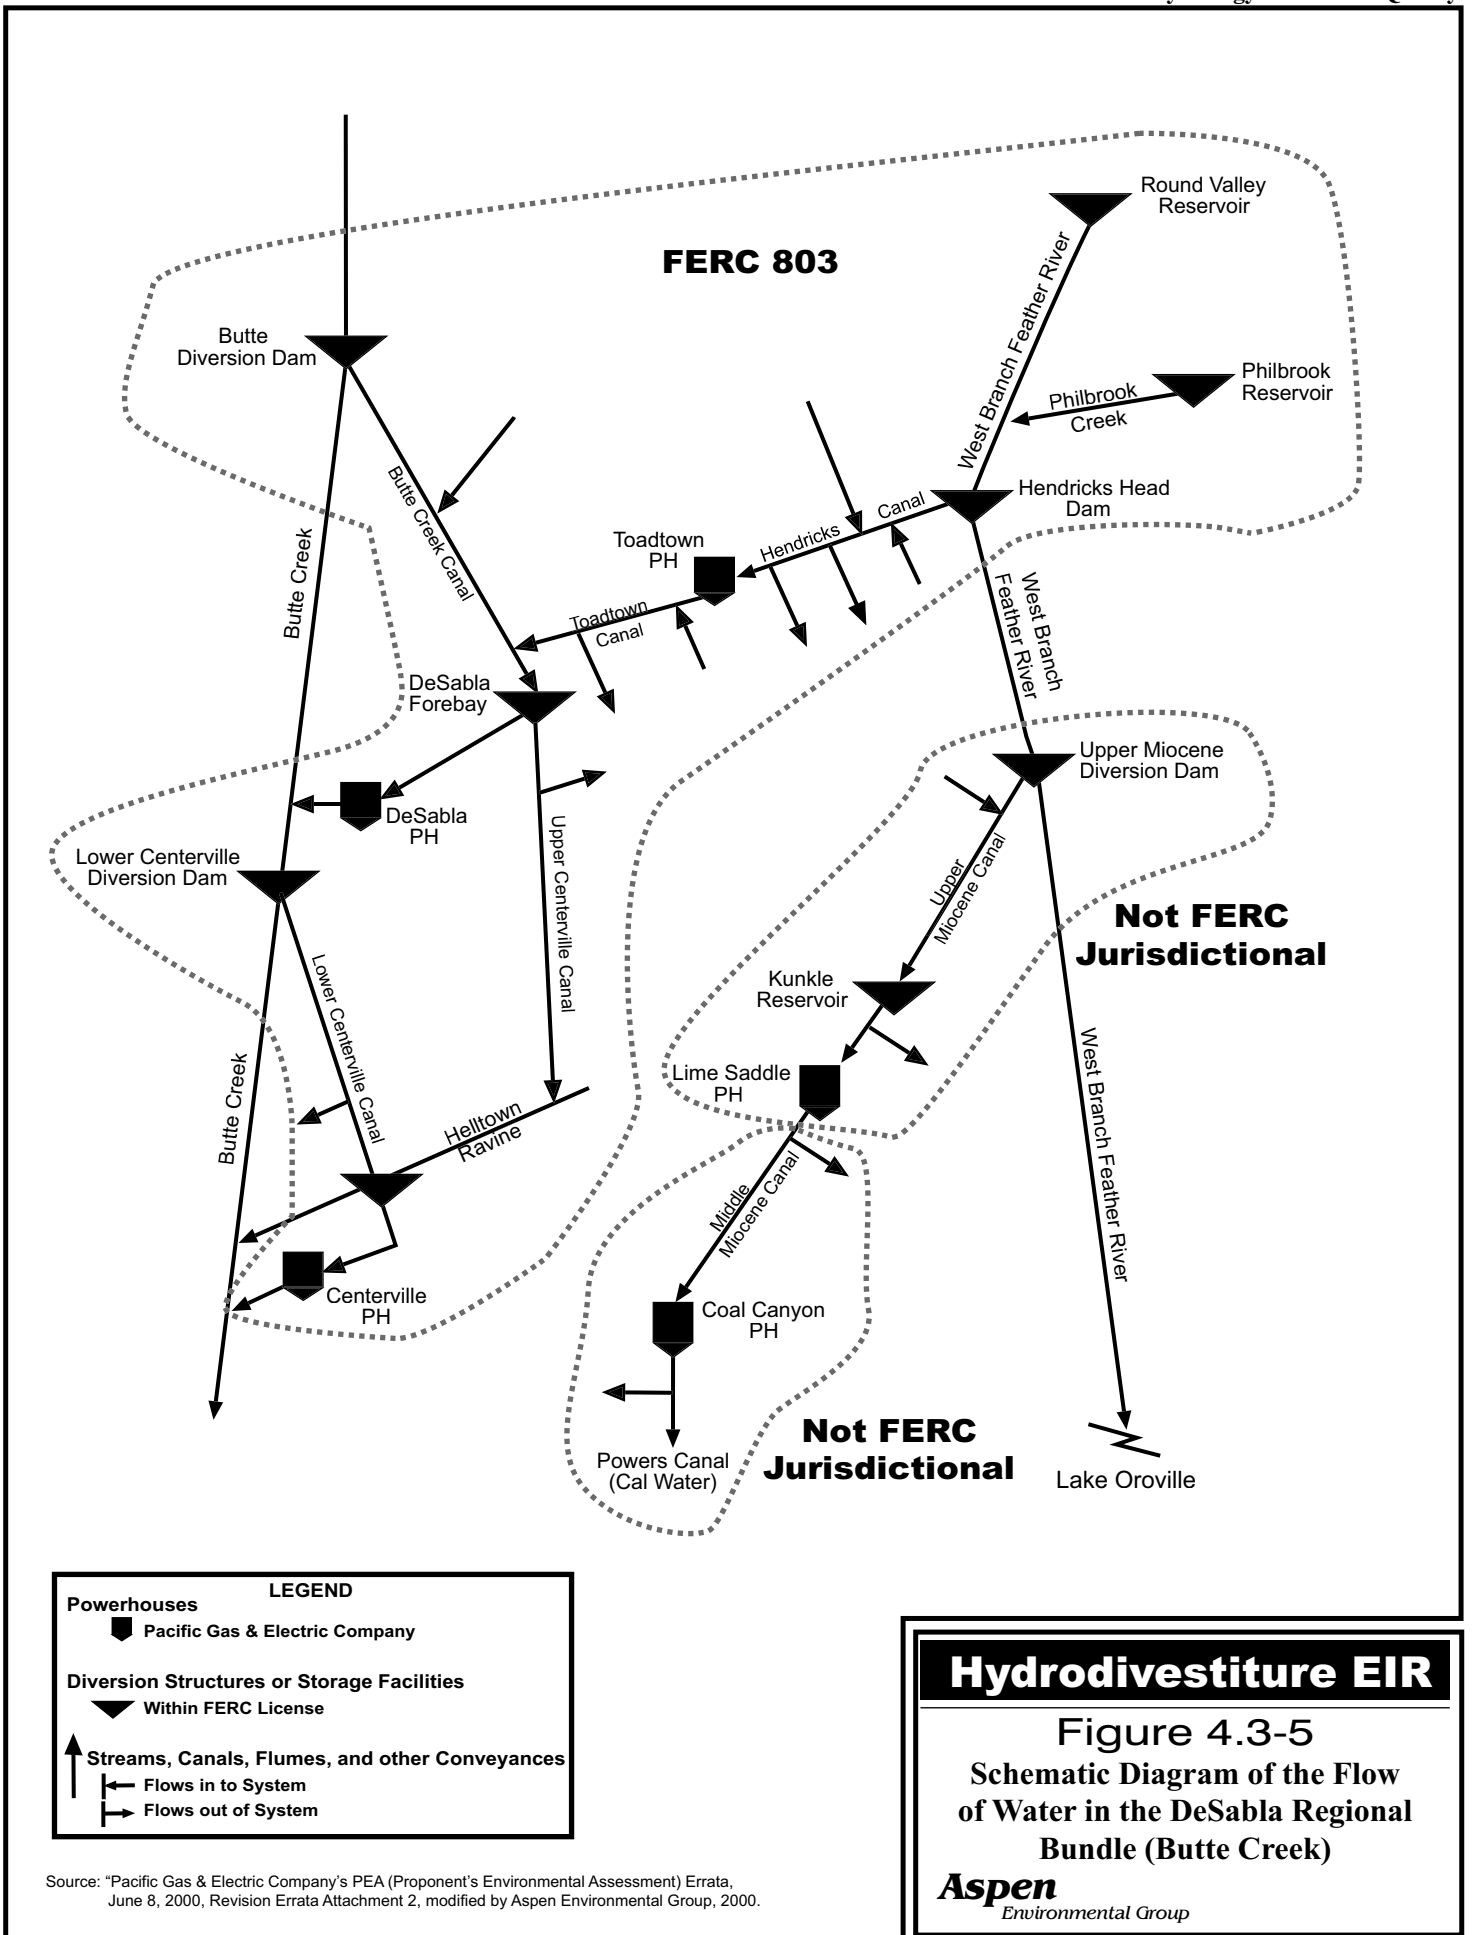 Round Valley
Reservoir
FERC 803
West Branch Feather River
Butte
Diversion Dam
Philbrook
Reservoir
Philbrook
Creek
Butte Creek Canal
Hendricks Head
Dam
Hendricks Canal
Toadtown
PH
Butte Creek
Toadtown
Canal
West Branch
Feather River
DeSabla
Forebay
Upper Miocene
Diversion Dam
DeSabla
PH
Upper Centerville Canal
Lower Centerville
Diversion Dam
Upper
Miocene Canal
Not FERC
Jurisdictional
Lower Centerville Canal
Kunkle
Reservoir
West Branch Feather River
Butte Creek
Lime Saddle
PH
Helltown
Ravine
Middle
Miocene Canal
Centerville
PH
Coal Canyon
PH
Not FERC
Jurisdictional
Powers Canal
(Cal Water)
Lake Oroville
LEGEND
Powerhouses
Pacific Gas & Electric Company
Diversion Structures or Storage Facilities
Within FERC License
Streams, Canals, Flumes, and other Conveyances
Flows in to System
Flows out of System
Source: “Pacific Gas & Electric Company’s PEA (Proponent’s Environmental Assessment) Errata,
June 8, 2000, Revision Errata Attachment 2, modified by Aspen Environmental Group, 2000.
Hydrodivestiture EIR
Figure 4.3-5
Schematic Diagram of the Flow
of Water in the DeSabla Regional
Bundle (Butte Creek)
Aspen
Environmental Group